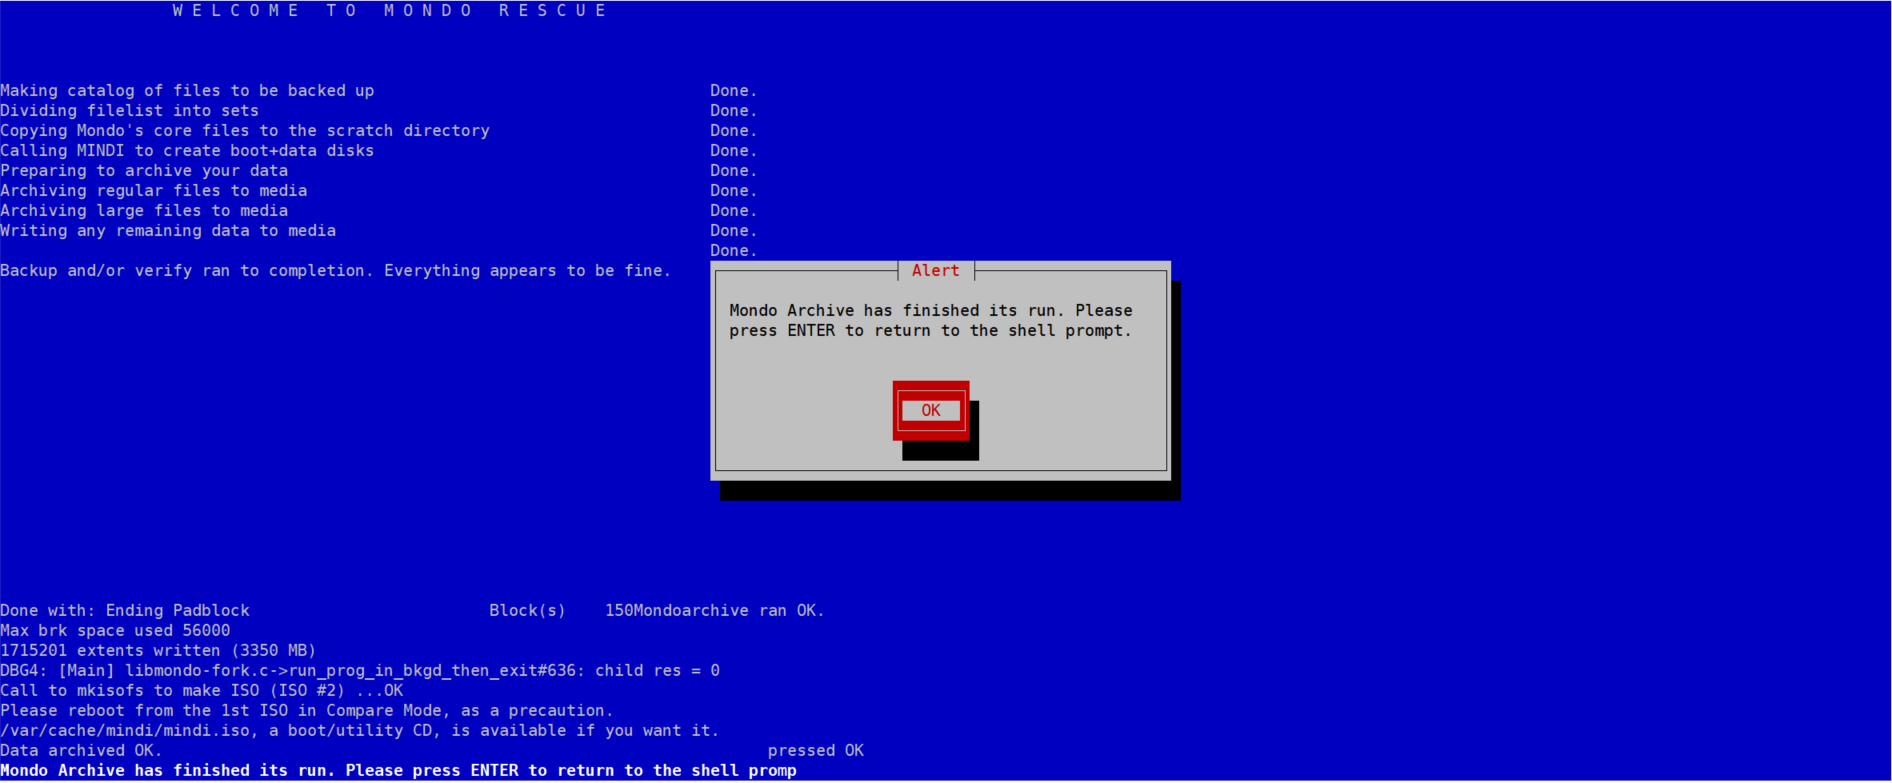 W E L C O M E   T O   M O N D O   R E S C U E
Making catalog of files to be backed up Done.
Dividing filelist into sets Done.
Copying Mondo's core files to the scratch directory Done.
Calling MINDI to create boot+data disks Done.
Preparing to archive your data Done.
Archiving regular files to media Done.
Archiving large files to media Done.
Writing any remaining data to media Done.
Done.
Backup and/or verify ran to completion. Everything appears to be fine.
Alert
Mondo Archive has finished its run. Please
press ENTER to return to the shell prompt.
OK
Done with: Ending Padblock Block(s) 150Mondoarchive ran OK.
Max brk space used 56000
1715201 extents written (3350 MB)
DBG4: [Main] libmondo-fork.c->run_prog_in_bkgd_then_exit#636: child res = 0
Call to mkisofs to make ISO (ISO #2) ...OK
Please reboot from the 1st ISO in Compare Mode, as a precaution.
/var/cache/mindi/mindi.iso, a boot/utility CD, is available if you want it.
Data archived OK. pressed OK
Mondo Archive has finished its run. Please press ENTER to return to the shell promp